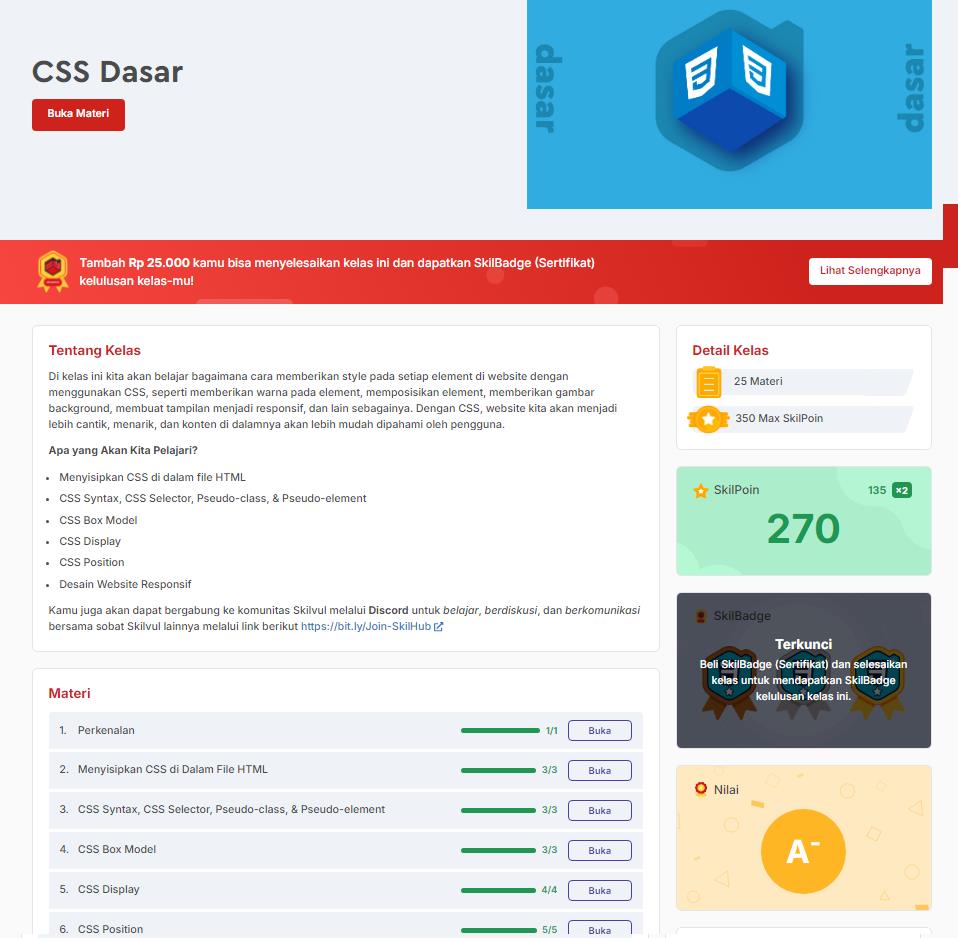 CSS Dasar
Buka Materi
dasar
dasar
Tambah Rp 25.000 kamu bisa menyelesaikan kelas ini dan dapatkan SkilBadge (Sertifikat)
kelulusan kelas-mu!
Lihat Selengkapnya
Tentang Kelas
Di kelas ini kita akan belajar bagaimana cara memberikan style pada setiap element di website dengan
menggunakan CSS, seperti memberikan warna pada element, memposisikan element, memberikan gambar
background, membuat tampilan menjadi responsif, dan lain sebagainya. Dengan CSS, website kita akan menjadi
lebih cantik, menarik, dan konten di dalamnya akan lebih mudah dipahami oleh pengguna.
Apa yang Akan Kita Pelajari?
• Menyisipkan CSS di dalam file HTML
• CSS Syntax, CSS Selector, Pseudo-class, & Pseudo-element
• CSS Box Model
• CSS Display
• CSS Position
• Desain Website Responsif
Kamu juga akan dapat bergabung ke komunitas Skilvul melalui Discord untuk belajar, berdiskusi, dan berkomunikasi
bersama sobat Skilvul lainnya melalui link berikut https://bit.ly/Join-SkilHub
Materi
1. Perkenalan 1/1 Buka
2. Menyisipkan CSS di Dalam File HTML 3/3 Buka
3. CSS Syntax, CSS Selector, Pseudo-class, & Pseudo-element 3/3 Buka
4. CSS Box Model 3/3 Buka
5. CSS Display 4/4 Buka
6. CSS Position 5/5 Buka
Detail Kelas
25 Materi
350 Max SkilPoin
SkilPoin 135 ×2
270
SkilBadge
Terkunci
Beli SkilBadge (Sertifikat) dan selesaikan
kelas untuk mendapatkan SkilBadge
kelulusan kelas ini.
Nilai
A-